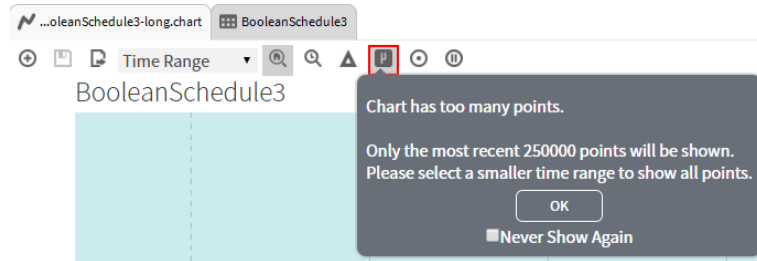 ...oleanSchedule3-long.chart BooleanSchedule3
Time Range
μ
BooleanSchedule3
Chart has too many points.
Only the most recent 250000 points will be shown.
Please select a smaller time range to show all points.
OK
Never Show Again